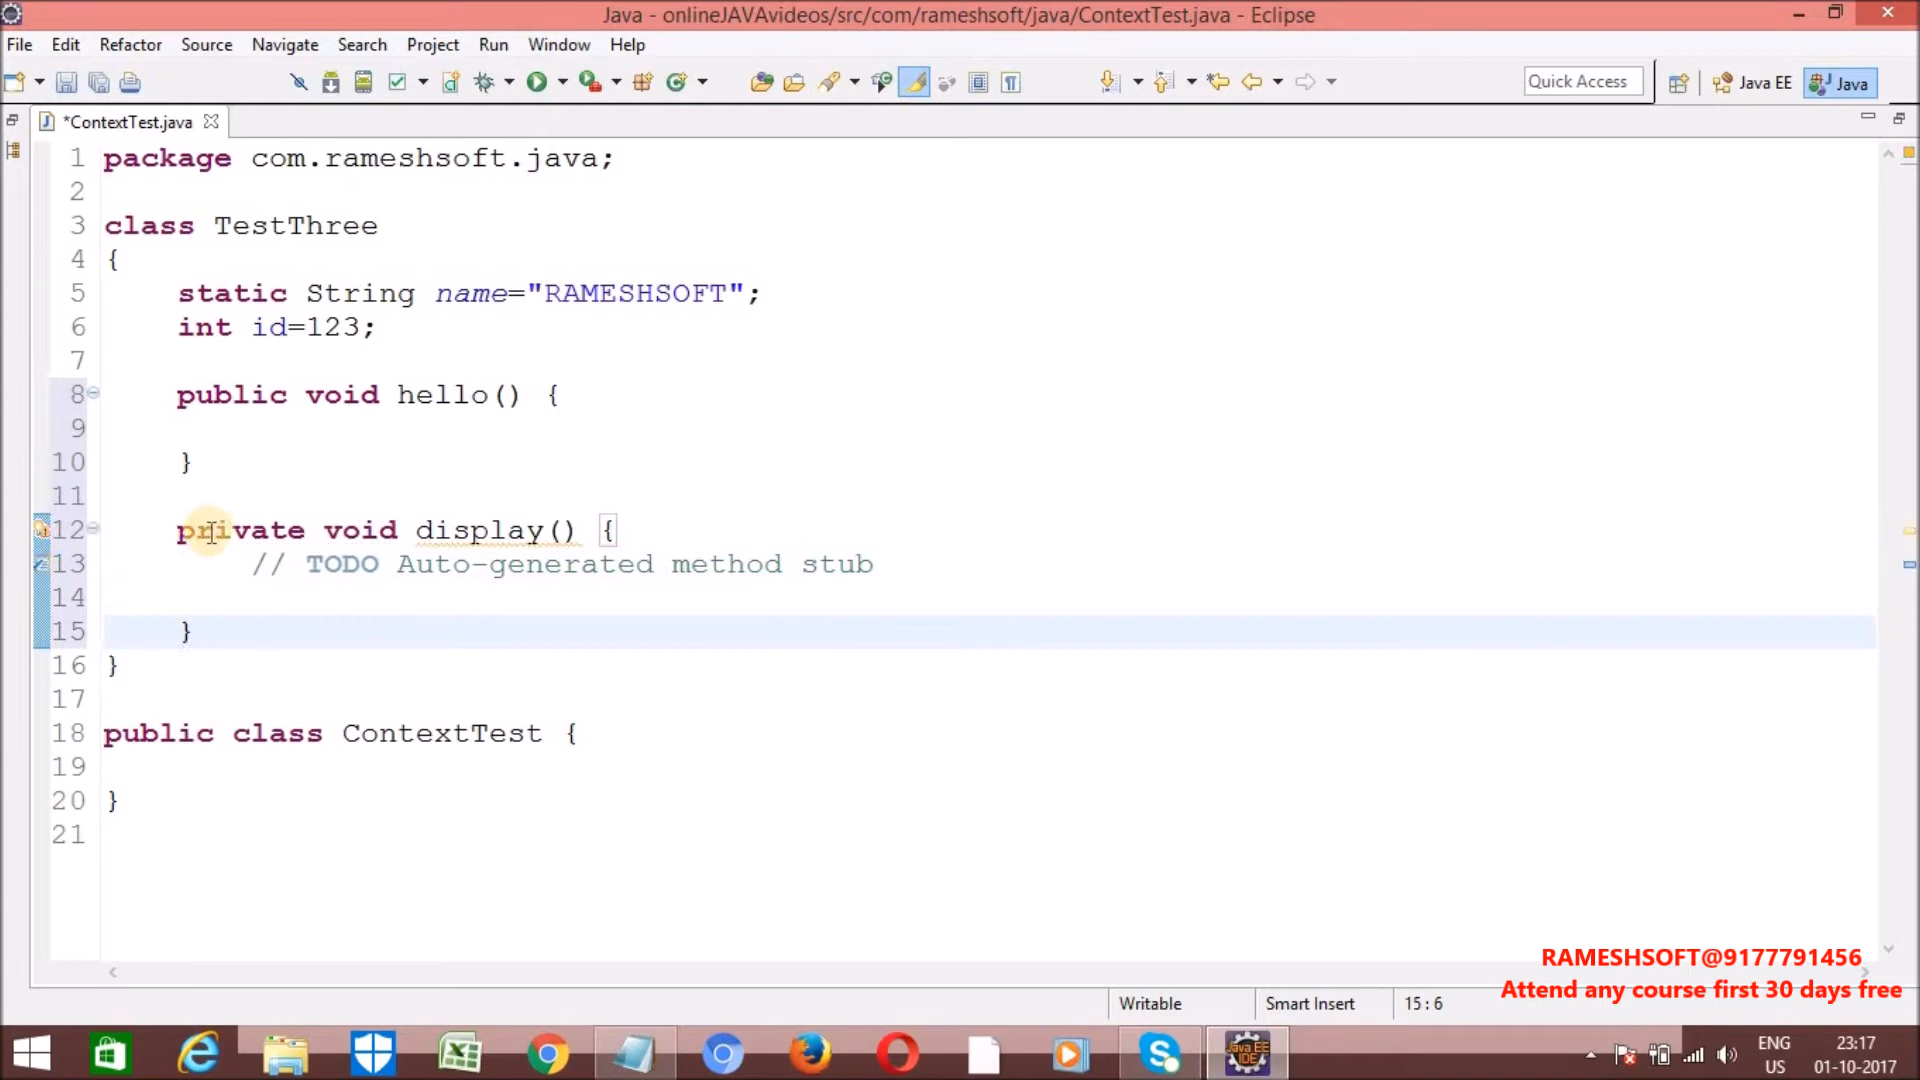 Java - onlineJAVAvideos/src/com/rameshsoft/java/ContextTest.java - Eclipse
File Edit Refactor Source Navigate Search Project Run Window Help
Quick Access Java EE Java
*ContextTest.java
1 package com.rameshsoft.java;
2
3 class TestThree
4 {
5 static String name="RAMESHSOFT";
6 int id=123;
7
8 public void hello() {
9
10 }
11
12 private void display() {
13 // TODO Auto-generated method stub
14
15 }
16 }
17
18 public class ContextTest {
19
20 }
21
RAMESHSOFT@9177791456
Attend any course first 30 days free
Writable Smart Insert 15 : 6
Java EE
IDE
ENG 23:17
US 01-10-2017